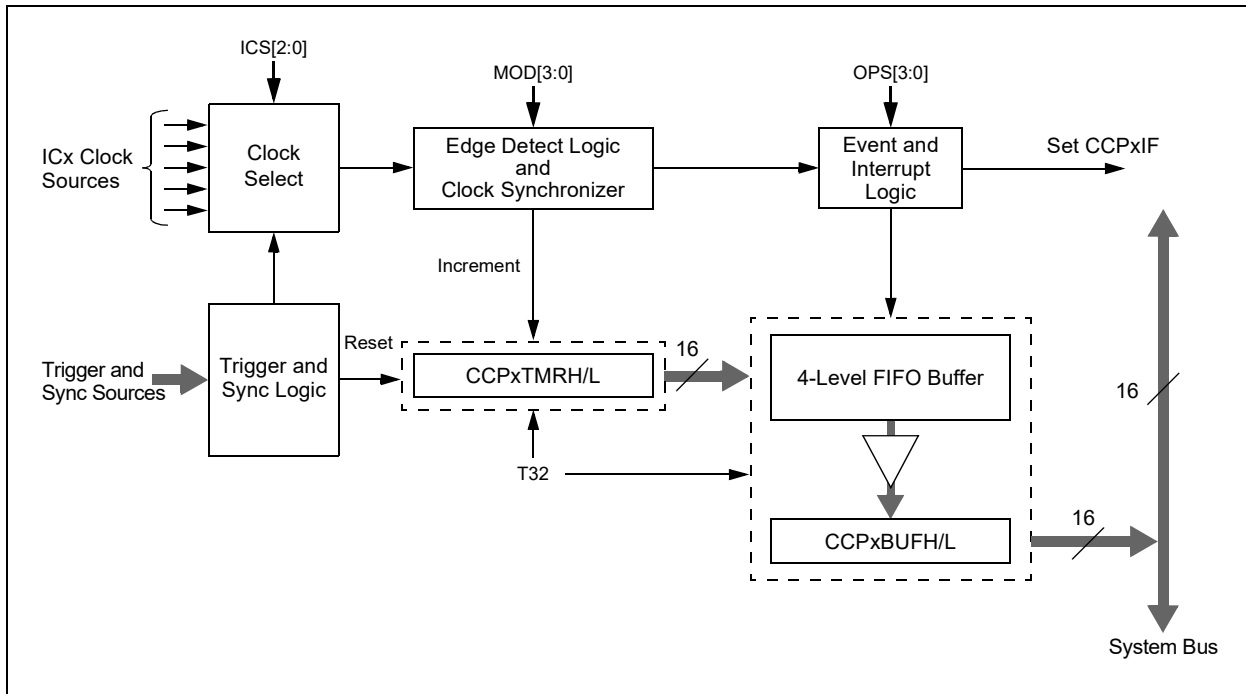 ICS[2:0]
MOD[3:0]
OPS[3:0]
ICx Clock
Sources
Clock
Select
Edge Detect Logic
and
Clock Synchronizer
Event and
Interrupt
Logic
Set CCPxIF
Increment
Reset
Trigger and
Sync Sources
Trigger and
Sync Logic
CCPxTMRH/L
16
4-Level FIFO Buffer
16
T32
16
CCPxBUFH/L
System Bus